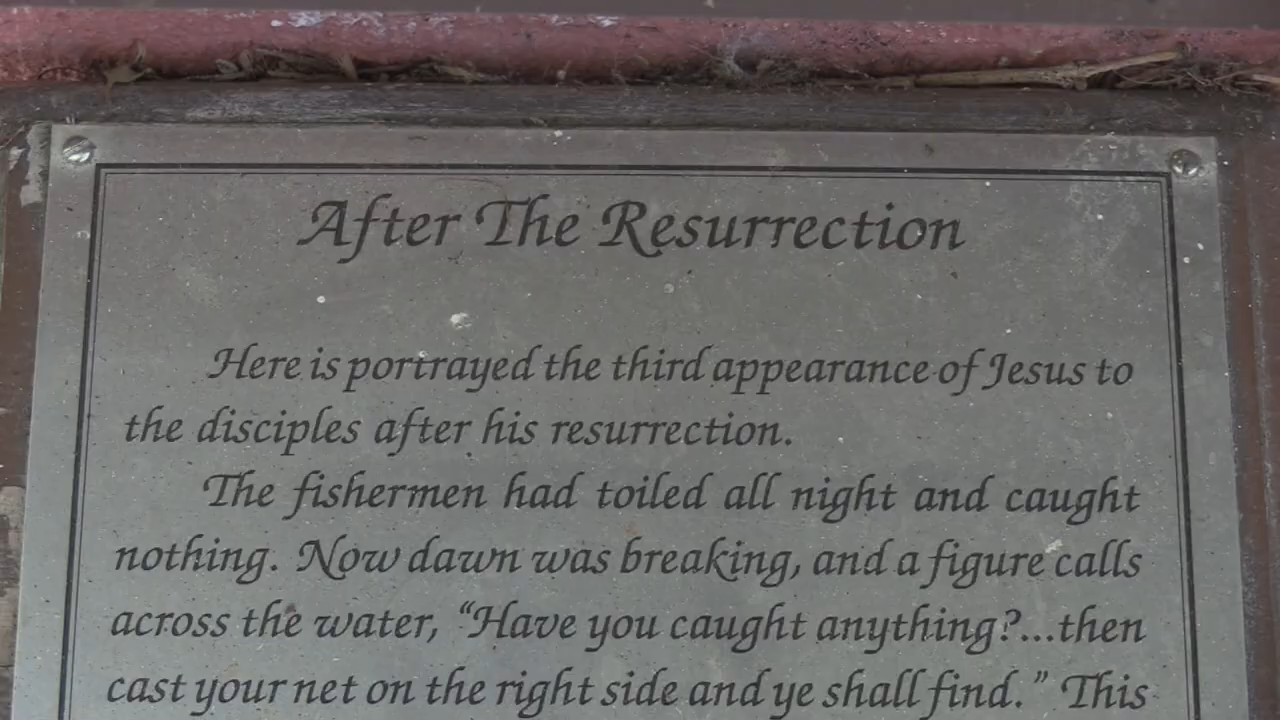 After The Resurrection
Here is portrayed the third appearance of Jesus to
the disciples after his resurrection.
The fishermen had toiled all night and caught
nothing. Now dawn was breaking, and a figure calls
across the water, “Have you caught anything?...then
cast your net on the right side and ye shall find.” This